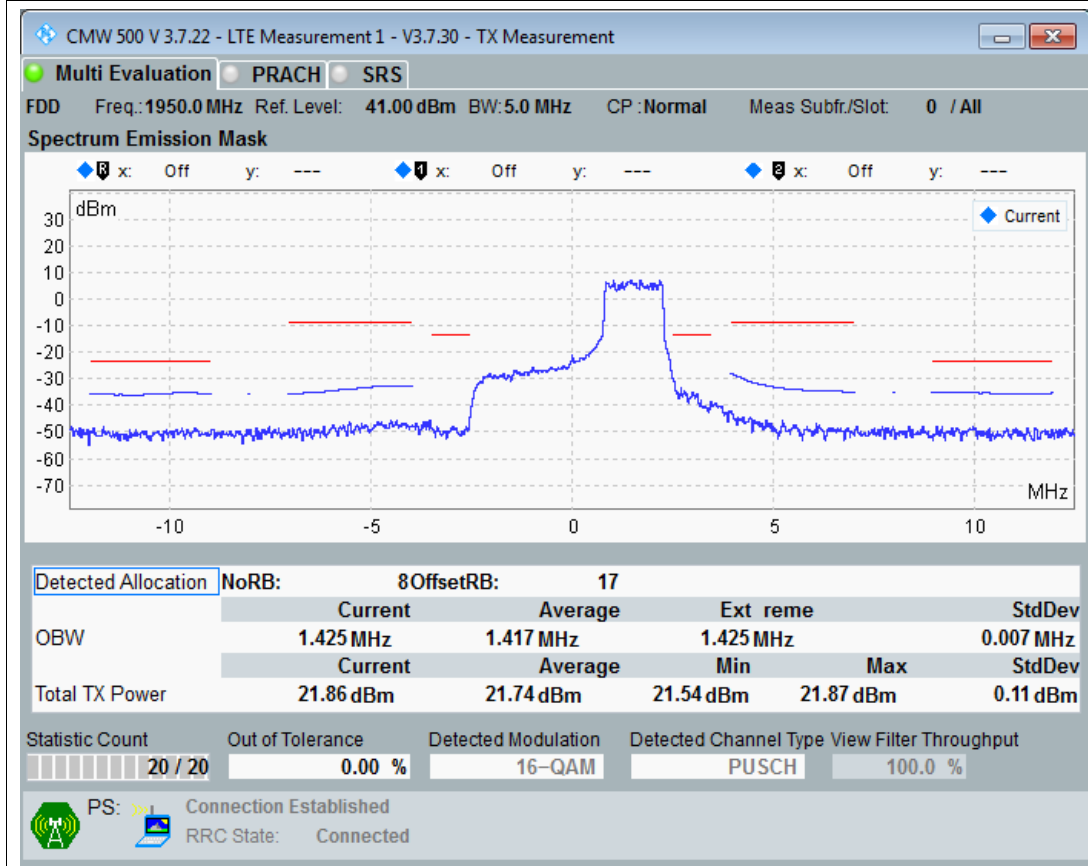 CMW 500 V 3.7.22 - LTE Measurement 1 - V3.7.30 - TX Measurement
Multi Evaluation PRACH SRS
FDD Freq.: 1950.0 MHz Ref. Level: 41.00 dBm BW: 5.0 MHz CP : Normal Meas Subfr./Slot: 0 / All
Spectrum Emission Mask
R x: Off y: --- 1 x: Off y: --- 2 x: Off y: ---
dBm
Current
30
20
10
0
-10
-20
-30
-40
-50
-60
-70
MHz
-10 -5 0 5 10
Detected Allocation NoRB: 8 OffsetRB: 17
Current Average Ext reme StdDev
OBW 1.425 MHz 1.417 MHz 1.425 MHz 0.007 MHz
Current Average Min Max StdDev
Total TX Power 21.86 dBm 21.74 dBm 21.54 dBm 21.87 dBm 0.11 dBm
Statistic Count Out of Tolerance Detected Modulation Detected Channel Type View Filter Throughput
20 / 20 0.00 % 16-QAM PUSCH 100.0 %
PS: Connection Established
RRC State: Connected